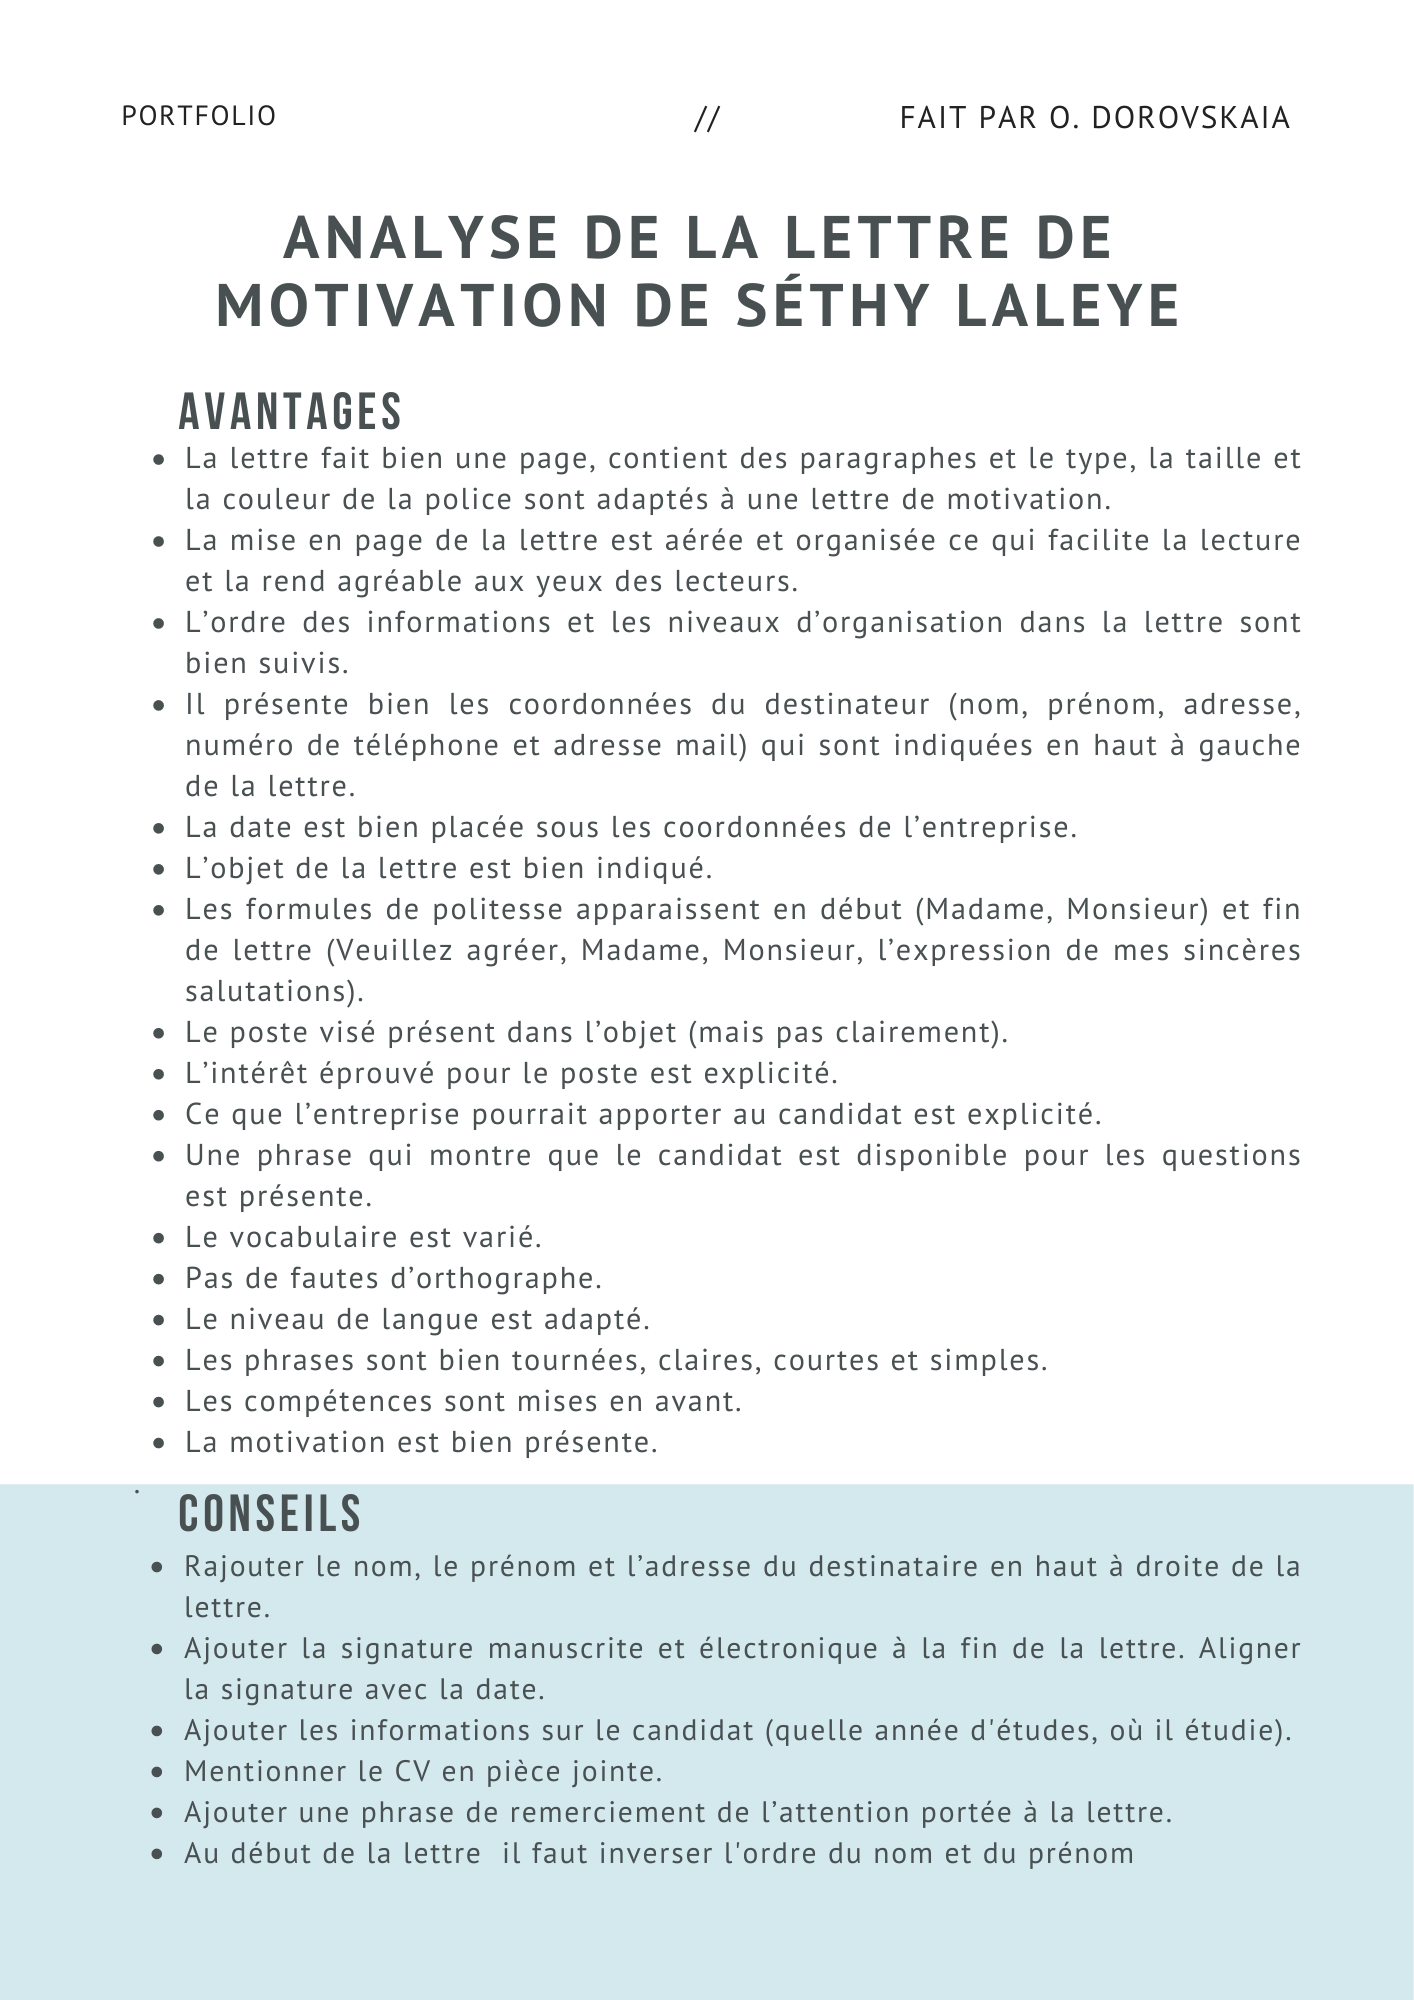 PORTFOLIO // FAIT PAR O. DOROVSKAIA
ANALYSE DE LA LETTRE DE
MOTIVATION DE SÉTHY LALEYE
AVANTAGES
• La lettre fait bien une page, contient des paragraphes et le type, la taille et
la couleur de la police sont adaptés à une lettre de motivation.
• La mise en page de la lettre est aérée et organisée ce qui facilite la lecture
et la rend agréable aux yeux des lecteurs.
• L’ordre des informations et les niveaux d’organisation dans la lettre sont
bien suivis.
• Il présente bien les coordonnées du destinateur (nom, prénom, adresse,
numéro de téléphone et adresse mail) qui sont indiquées en haut à gauche
de la lettre.
• La date est bien placée sous les coordonnées de l’entreprise.
• L’objet de la lettre est bien indiqué.
• Les formules de politesse apparaissent en début (Madame, Monsieur) et fin
de lettre (Veuillez agréer, Madame, Monsieur, l’expression de mes sincères
salutations).
• Le poste visé présent dans l’objet (mais pas clairement).
• L’intérêt éprouvé pour le poste est explicité.
• Ce que l’entreprise pourrait apporter au candidat est explicité.
• Une phrase qui montre que le candidat est disponible pour les questions
est présente.
• Le vocabulaire est varié.
• Pas de fautes d’orthographe.
• Le niveau de langue est adapté.
• Les phrases sont bien tournées, claires, courtes et simples.
• Les compétences sont mises en avant.
• La motivation est bien présente.
CONSEILS
• Rajouter le nom, le prénom et l’adresse du destinataire en haut à droite de la
lettre.
• Ajouter la signature manuscrite et électronique à la fin de la lettre. Aligner
la signature avec la date.
• Ajouter les informations sur le candidat (quelle année d'études, où il étudie).
• Mentionner le CV en pièce jointe.
• Ajouter une phrase de remerciement de l’attention portée à la lettre.
• Au début de la lettre  il faut inverser l'ordre du nom et du prénom